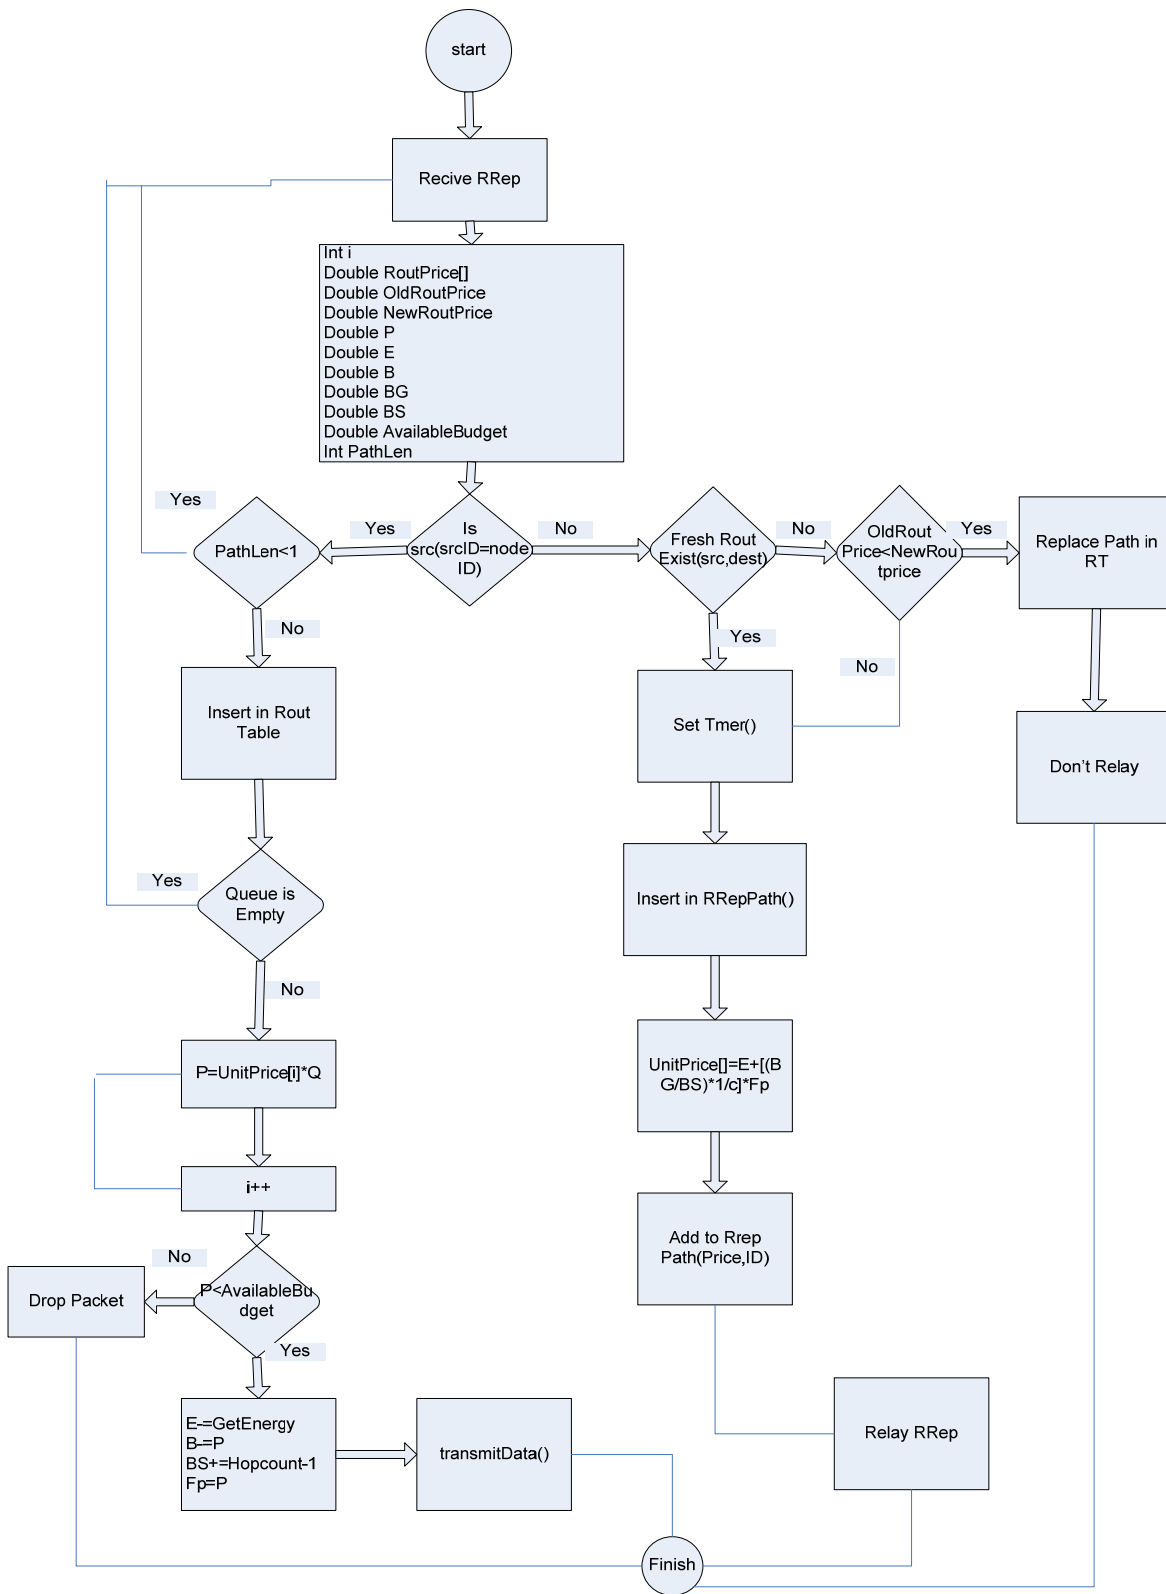 start
Recive RRep
Int i
Double RoutPrice[]
Double OldRoutPrice
Double NewRoutPrice
Double P
Double E
Double B
Double BG
Double BS
Double AvailableBudget
Int PathLen
Yes
PathLen<1
Yes
Is
src(srcID=node
ID)
No
Fresh Rout
Exist(src,dest)
No
OldRout
Price<NewRou
tprice
Yes
Replace Path in
RT
No
Yes
No
Insert in Rout
Table
Set Tmer()
Don't Relay
Yes
Queue is
Empty
Insert in RRepPath()
No
P=UnitPrice[i]*Q
UnitPrice[]=E+[(B
G/BS)*1/c]*Fp
i++
Add to Rrep
Path(Price,ID)
No
Drop Packet
P<AvailableBu
dget
Yes
E-=GetEnergy
B-=P
BS+=Hopcount-1
Fp=P
transmitData()
Relay RRep
Finish